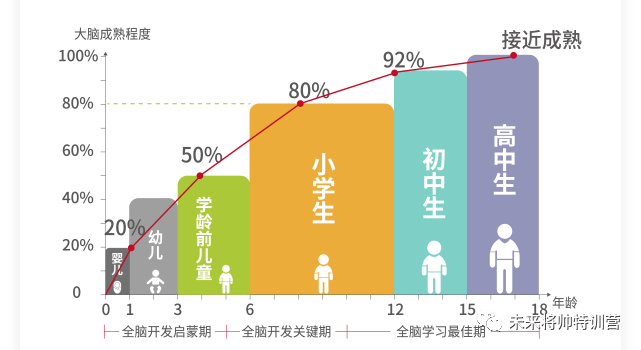 大脑成熟程度
接近成熟
100%
92%
80%
80%
60%
50%
40%
20%
20%
0
婴儿
幼儿
学龄前儿童
小学生
初中生
高中生
0 1 3 6 12 15 18 年龄
全脑开发启蒙期 全脑开发关键期 全脑学习最佳期
未来将帅特训营